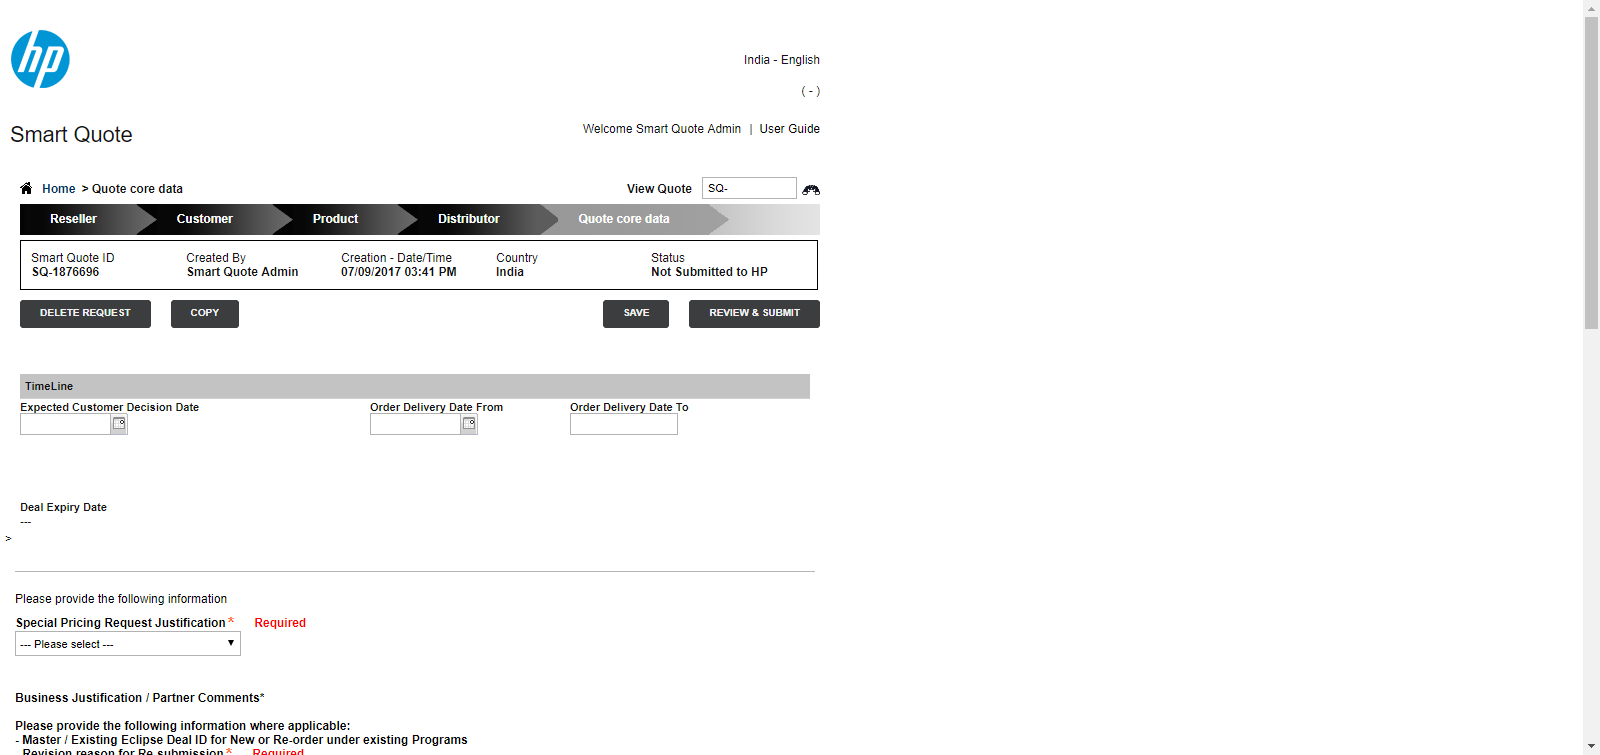 hp
India - English
( - )
Smart Quote
Welcome Smart Quote Admin | User Guide
Home > Quote core data
View Quote SQ-
Reseller Customer Product Distributor Quote core data
Smart Quote ID Created By Creation - Date/Time Country Status
SQ-1876696 Smart Quote Admin 07/09/2017 03:41 PM India Not Submitted to HP
DELETE REQUEST COPY SAVE REVIEW & SUBMIT
TimeLine
Expected Customer Decision Date Order Delivery Date From Order Delivery Date To
Deal Expiry Date
---
>
Please provide the following information
Special Pricing Request Justification* Required
--- Please select ---
Business Justification / Partner Comments*
Please provide the following information where applicable:
- Master / Existing Eclipse Deal ID for New or Re-order under existing Programs
Revision reason for Re submission* Required